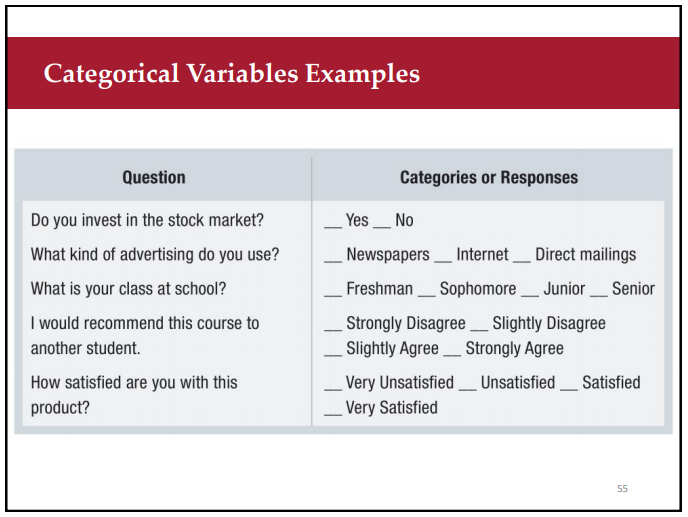 Categorical Variables Examples
Question
Categories or Responses
Do you invest in the stock market?
__ Yes __ No
What kind of advertising do you use?
__ Newspapers __ Internet __ Direct mailings
What is your class at school?
__ Freshman __ Sophomore __ Junior __ Senior
I would recommend this course to
another student.
__ Strongly Disagree __ Slightly Disagree
__ Slightly Agree __ Strongly Agree
How satisfied are you with this
product?
__ Very Unsatisfied __ Unsatisfied __ Satisfied
__ Very Satisfied
55